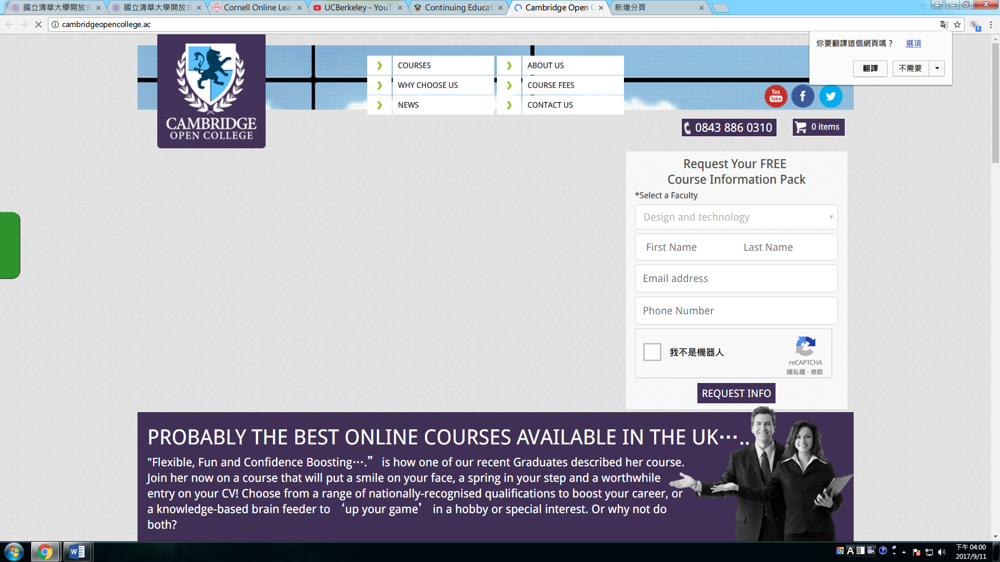 國立清華大學開放式
國立清華大學開放式
Cornell Online Lea
UCBerkeley - YouT
Continuing Educat
Cambridge Open C
新增分頁
cambridgeopencollege.ac
你要翻譯這個網頁嗎？ 選項
翻譯 不需要
CAMBRIDGE
OPEN COLLEGE
COURSES
ABOUT US
WHY CHOOSE US
COURSE FEES
NEWS
CONTACT US
You
Tube
0843 886 0310
0 items
Request Your FREE
Course Information Pack
*Select a Faculty
Design and technology
First Name Last Name
Email address
Phone Number
我不是機器人
reCAPTCHA
隱私權 - 條款
REQUEST INFO
PROBABLY THE BEST ONLINE COURSES AVAILABLE IN THE UK…..
"Flexible, Fun and Confidence Boosting….” is how one of our recent Graduates described her course.
Join her now on a course that will put a smile on your face, a spring in your step and a worthwhile
entry on your CV! Choose from a range of nationally-recognised qualifications to boost your career, or
a knowledge-based brain feeder to ‘up your game’ in a hobby or special interest. Or why not do
both?
下午 04:00
2017/9/11